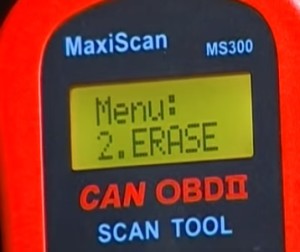 MaxiScan MS300
Menu:
2.ERASE
CAN OBDII
SCAN TOOL